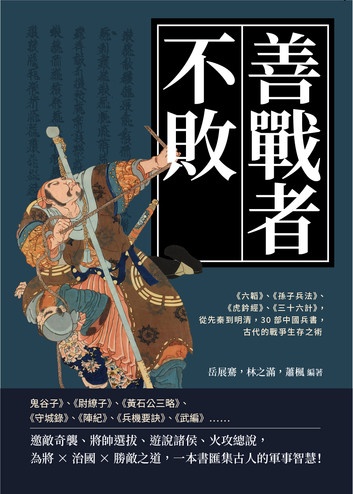 善戰者
不敗
《六韜》、《孫子兵法》、
《虎鈐經》、《三十六計》,
從先秦到明清,30 部中國兵書,
古代的戰爭生存之術
岳展騫,林之滿,蕭楓 編著
鬼谷子》、《尉繚子》、《黃石公三略》、
《守城錄》、《陣紀》、《兵機要訣》、《武編》……
邀敵奇襲、將帥選拔、遊說諸侯、火攻總說,
為將 × 治國 × 勝敵之道,一本書匯集古人的軍事智慧!